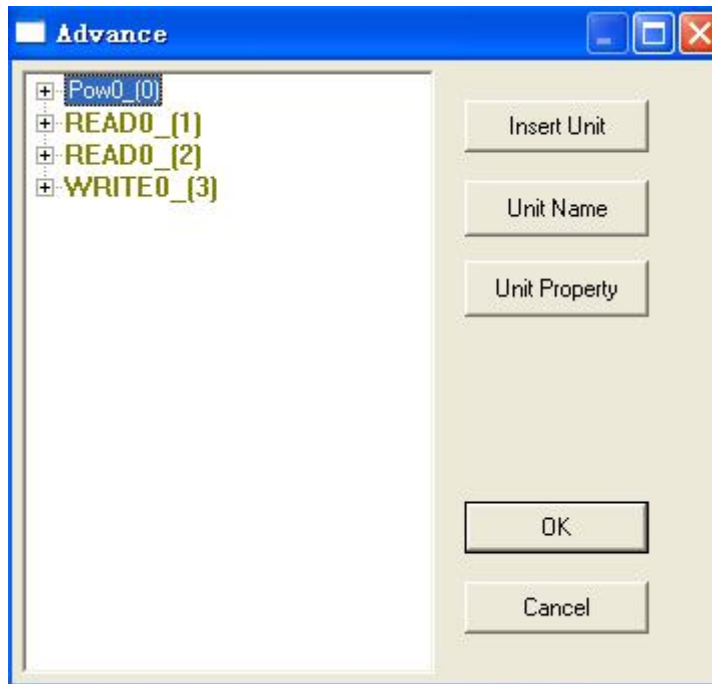 Advance
Pow0_(0)
READ0_(1)
READ0_(2)
WRITE0_(3)
Insert Unit
Unit Name
Unit Property
OK
Cancel